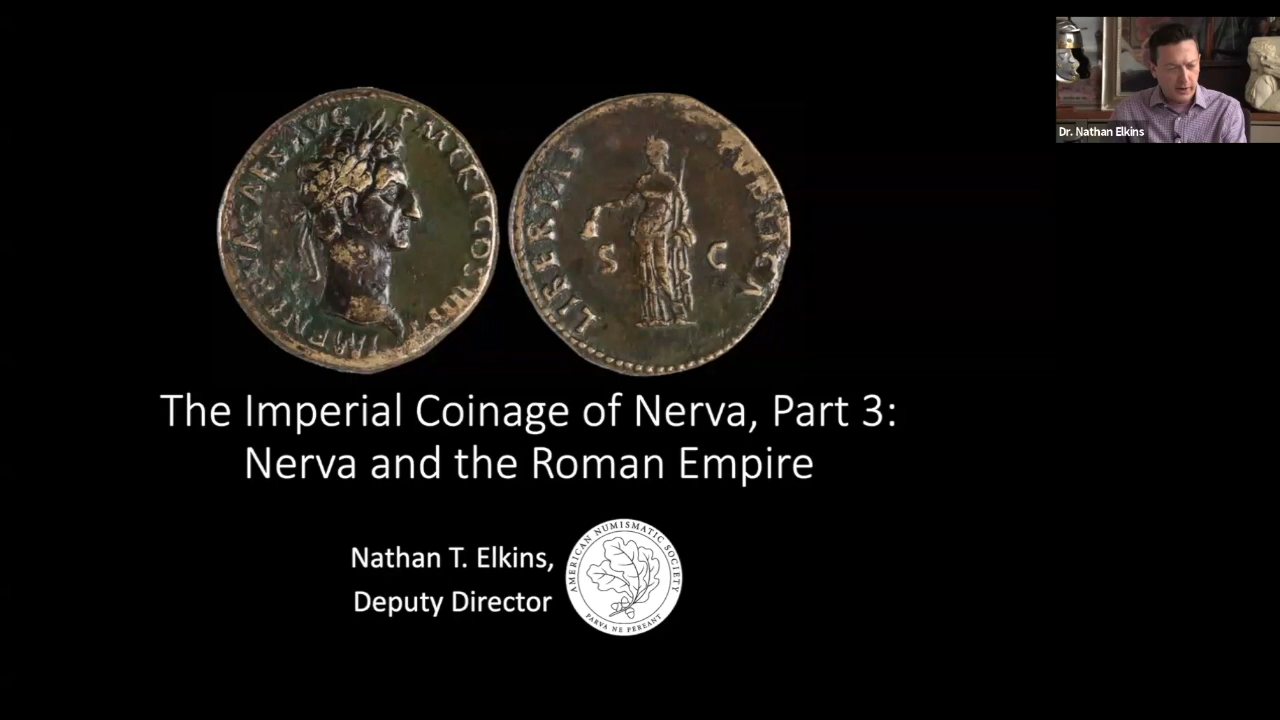 Dr. Nathan Elkins
IMP NERVA CAES AVG P M TR P COS III P P
LIBERTAS PVBLICA
S C
The Imperial Coinage of Nerva, Part 3:
Nerva and the Roman Empire
Nathan T. Elkins,
Deputy Director
AMERICAN NUMISMATIC SOCIETY
PARVA NE PEREANT